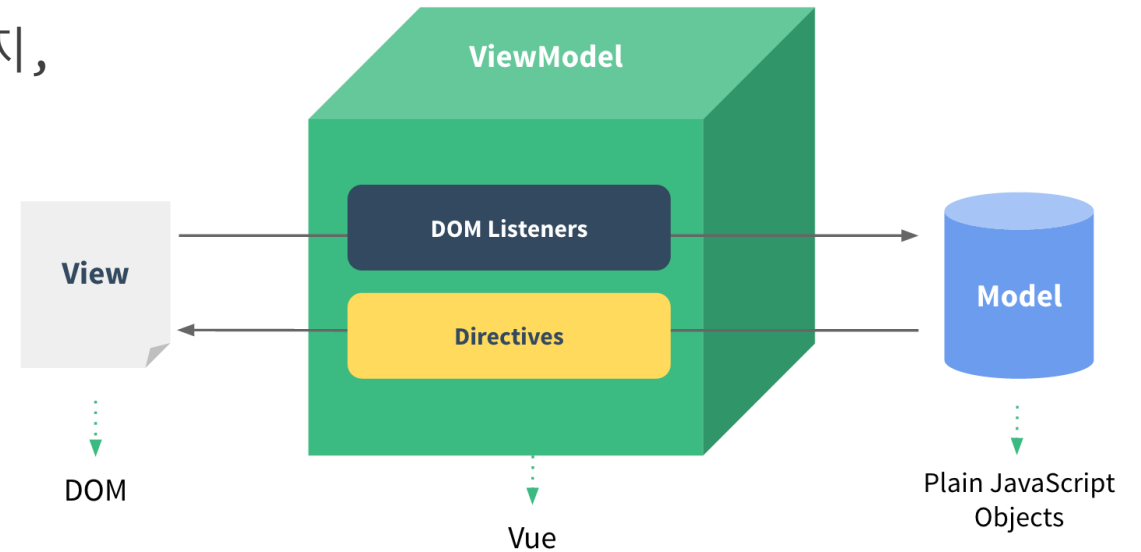 지,
ViewModel
DOM Listeners
View
Model
Directives
DOM
Plain JavaScript
Objects
Vue